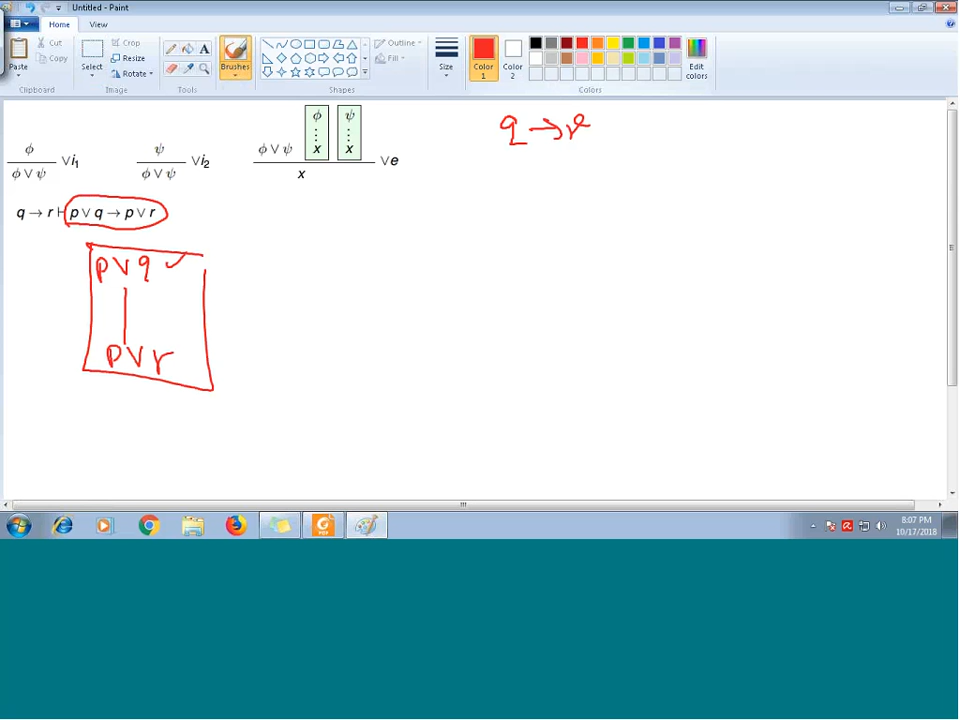 Untitled - Paint
Home View
Paste
Cut
Copy
Clipboard
Select
Crop
Resize
Rotate
Image
A
Tools
Brushes
Outline
Fill
Shapes
Size
Color 1
Color 2
Edit colors
Colors
ϕ
ϕ ∨ ψ
∨i1
ψ
ϕ ∨ ψ
∨i2
ϕ ∨ ψ
ϕ
⋮
x
ψ
⋮
x
x
∨e
q → r
q → r ⊢ p ∨ q → p ∨ r
p ∨ q ✓
p ∨ r
PDF
8:07 PM
10/17/2018